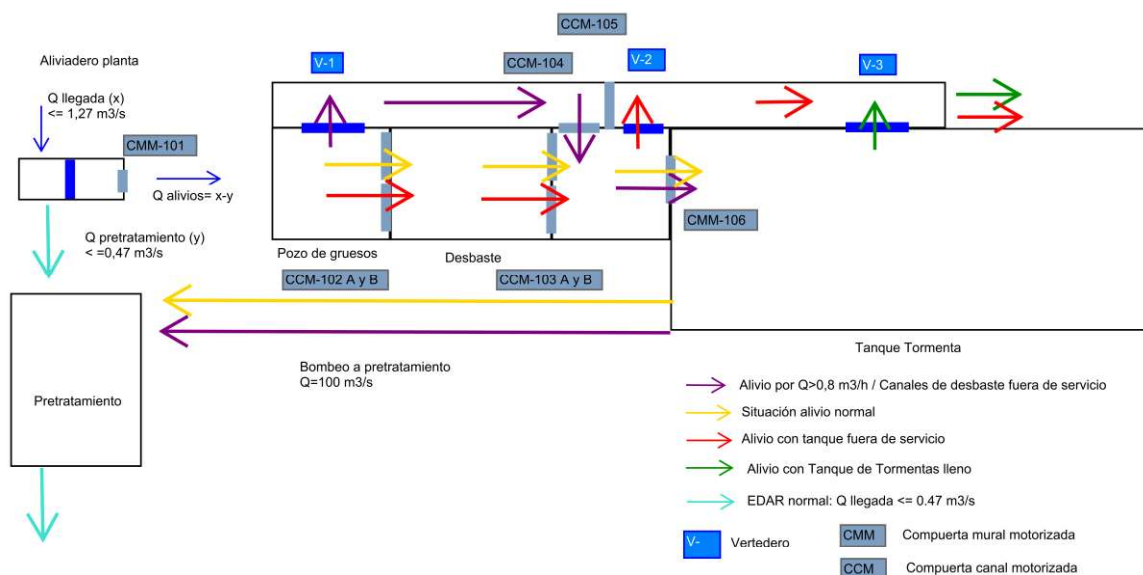 CCM-105
Aliviadero planta
V-1
CCM-104
V-2
V-3
Q llegada (x)
<= 1,27 m3/s
CMM-101
Q alivios= x-y
CMM-106
Q pretratamiento (y)
< =0,47 m3/s
Pozo de gruesos
Desbaste
CCM-102 A y B
CCM-103 A y B
Tanque Tormenta
Bombeo a pretratamiento
Q=100 m3/s
Pretratamiento
Alivio por Q>0,8 m3/h / Canales de desbaste fuera de servicio
Situación alivio normal
Alivio con tanque fuera de servicio
Alivio con Tanque de Tormentas lleno
EDAR normal: Q llegada <= 0.47 m3/s
V-
Vertedero
CMM
Compuerta mural motorizada
CCM
Compuerta canal motorizada